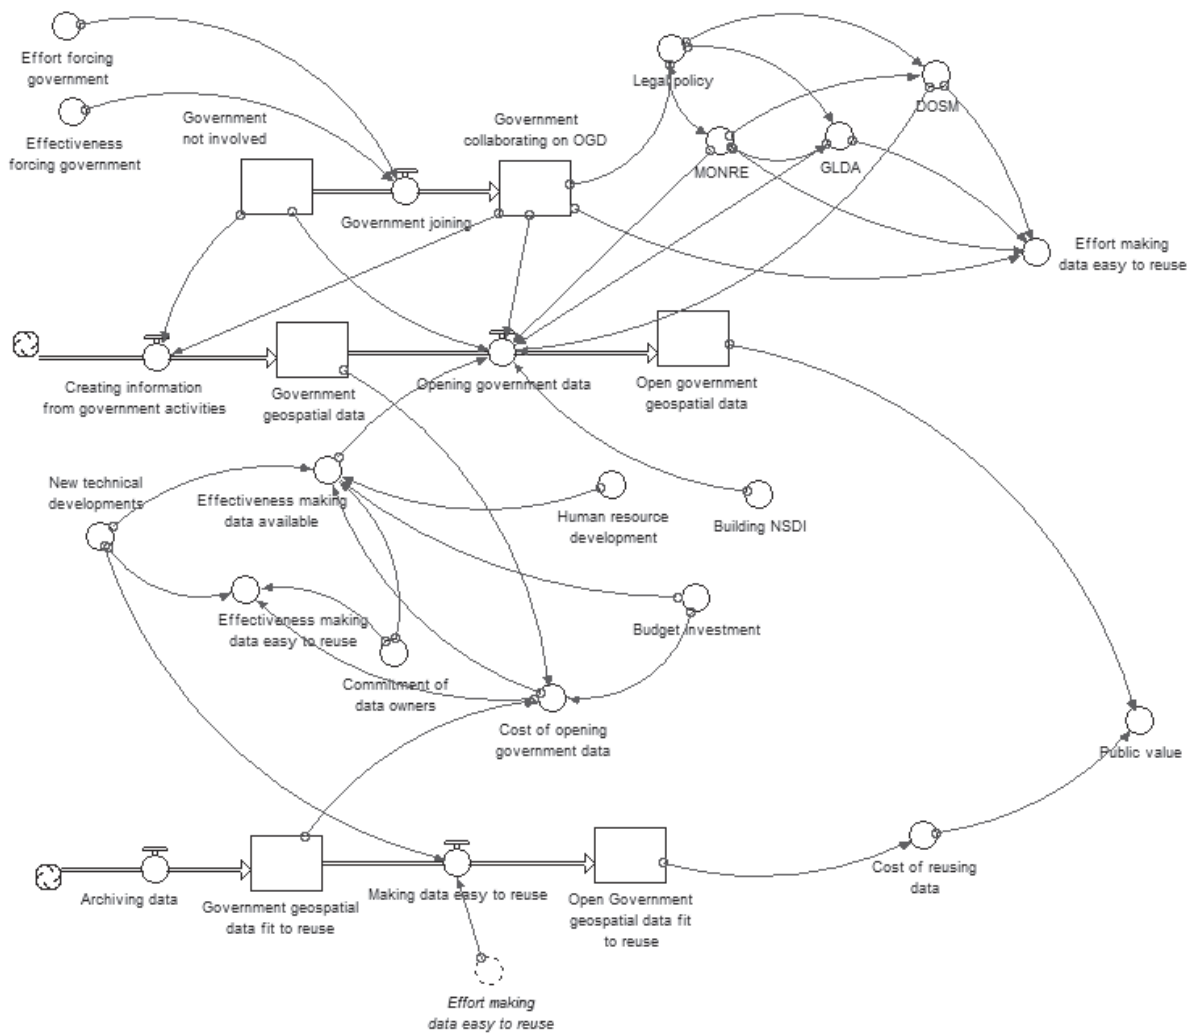 Effort forcing
government
Effectiveness
forcing government
Government
not involved
Government
collaborating on OGD
Government joining
Legal policy
MONRE
GLDA
DOSM
Effort making
data easy to reuse
Creating information
from government activities
Government
geospatial data
Opening government data
Open government
geospatial data
New technical
developments
Effectiveness making
data available
Human resource
development
Building NSDI
Effectiveness making
data easy to reuse
Budget investment
Commitment of
data owners
Cost of opening
government data
Public value
Archiving data
Government geospatial
data fit to reuse
Making data easy to reuse
Open Government
geospatial data fit
to reuse
Cost of reusing
data
Effort making
data easy to reuse